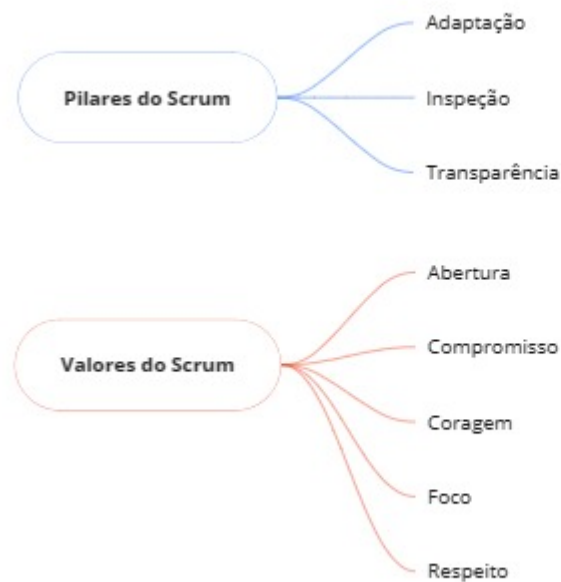 Pilares do Scrum
Adaptação
Inspeção
Transparência
Valores do Scrum
Abertura
Compromisso
Coragem
Foco
Respeito